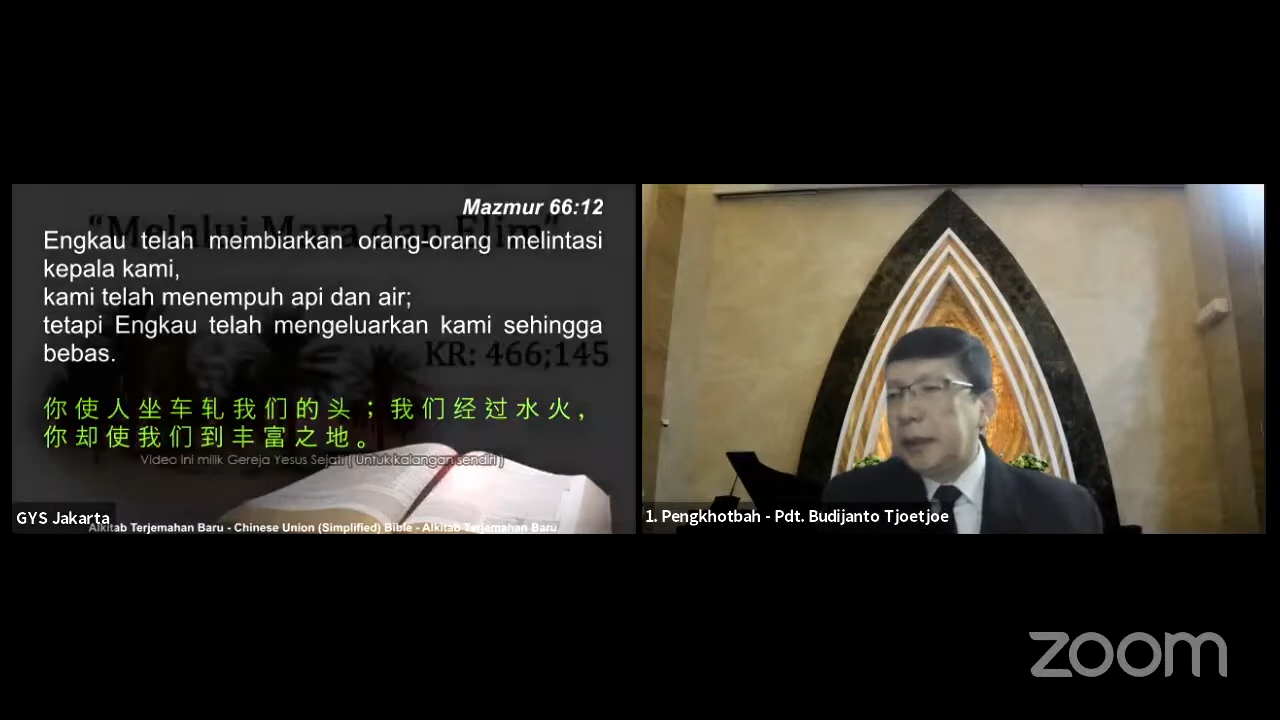 Mazmur 66:12
“Melalui Mara dan Elim”
Engkau telah membiarkan orang-orang melintasi
kepala kami,
kami telah menempuh api dan air;
tetapi Engkau telah mengeluarkan kami sehingga
bebas.
KR: 466;145
你使人坐车轧我们的头；我们经过水火，
你却使我们到丰富之地。
Video Ini milik Gereja Yesus Sejati ( Untuk kalangan sendiri )
GYS Jakarta
Alkitab Terjemahan Baru - Chinese Union (Simplified) Bible - Alkitab Terjemahan Baru
1. Pengkhotbah - Pdt. Budijanto Tjoetjoe
zoom